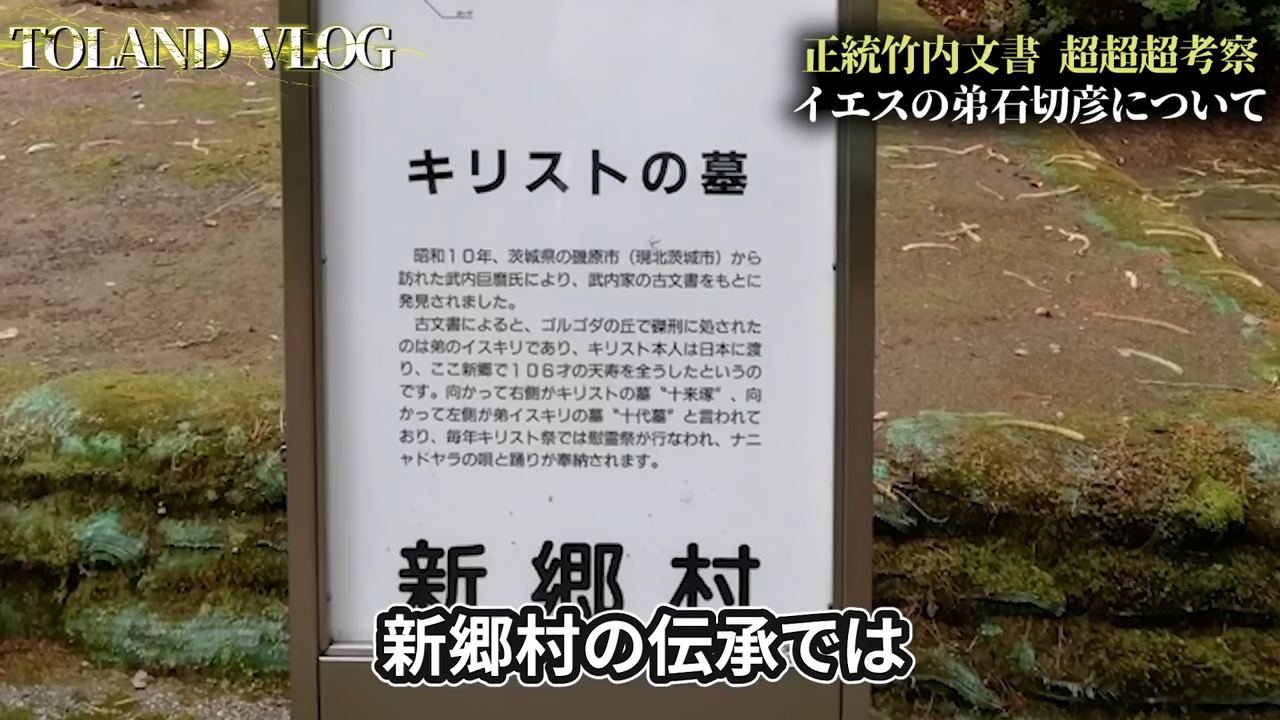 TOLAND VLOG
正統竹内文書 超超超考察
イエスの弟石切彦について
キリストの墓
昭和１０年、茨城県の磯原市（現北茨城市）から
訪れた武内巨麿氏により、武内家の古文書をもとに
発見されました。
古文書によると、ゴルゴダの丘で磔刑に処された
のは弟のイスキリであり、キリスト本人は日本に渡
り、ここ新郷で１０６才の天寿を全うしたというの
です。向かって右側がキリストの墓〝十来塚〞、向
かって左側が弟イスキリの墓〝十代墓〞と言われて
おり、毎年キリスト祭では慰霊祭が行なわれ、ナニ
ャドヤラの唄と踊りが奉納されます。
新郷村
新郷村の伝承では